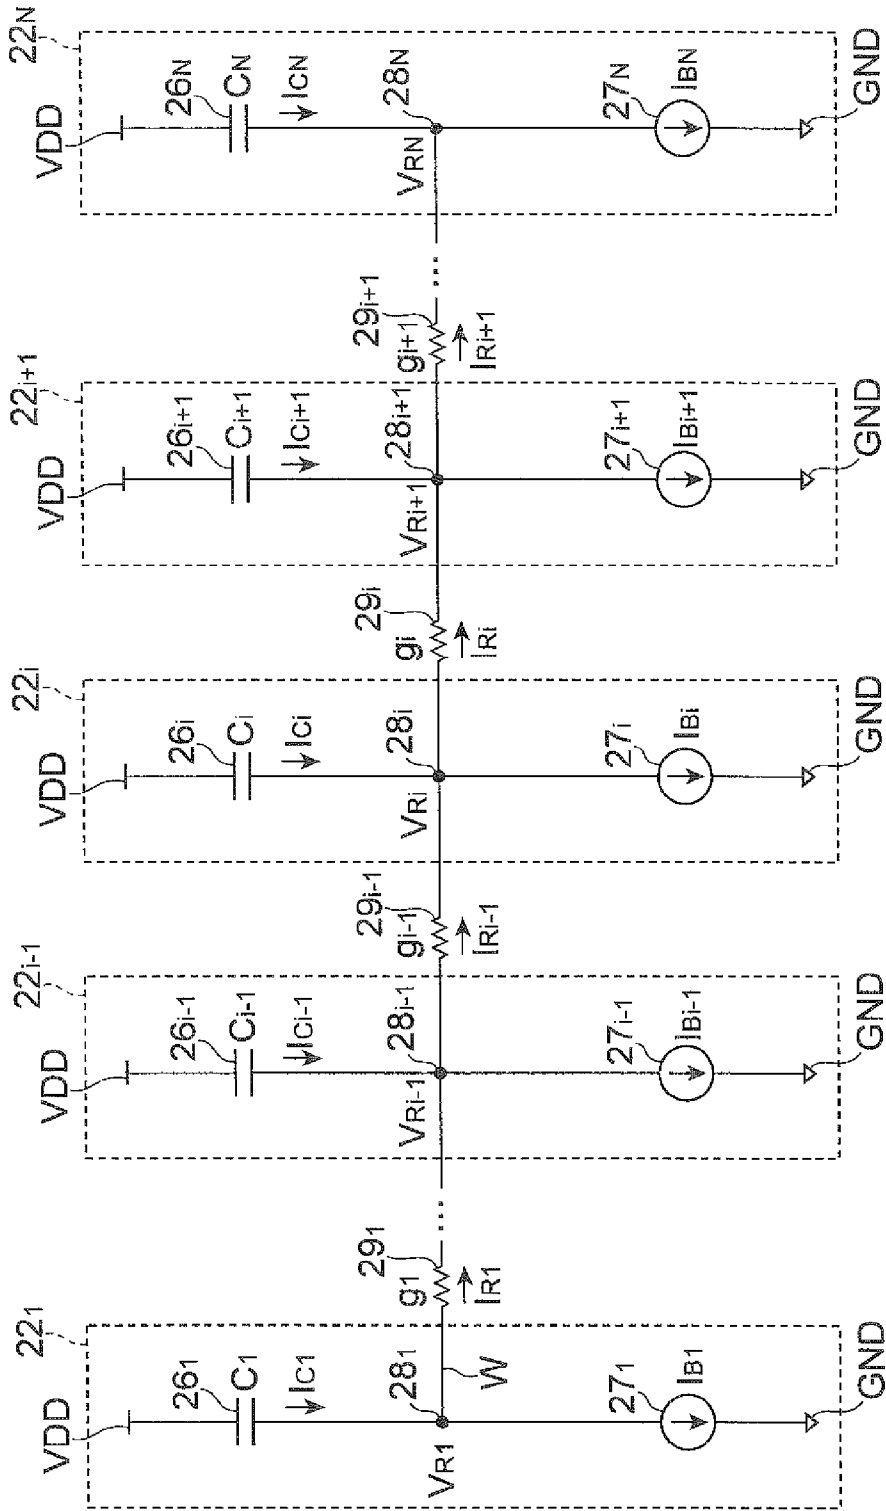 221 22i-1 22i 22i+1 22N
VDD VDD VDD VDD VDD
261 26i-1 26i 26i+1 26N
C1 Ci-1 Ci Ci+1 CN
IC1 ICi-1 ICi ICi+1 ICN
281 291 28i-1 29i-1 28i 29i 28i+1 29i+1 28N
VR1 g1 ... VRi-1 gi-1 VRi gi VRi+1 gi+1 ... VRN
W IR1 IRi-1 IRi IRi+1
271 27i-1 27i 27i+1 27N
IB1 IBi-1 IBi IBi+1 IBN
GND GND GND GND GND